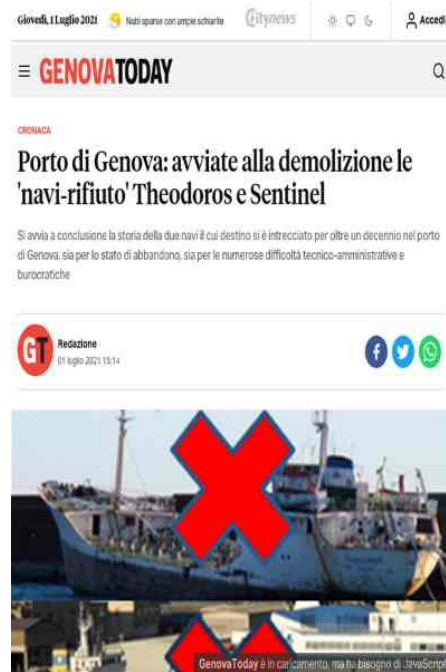 Giovedì, 1 Luglio 2021 Nubi sparse con ampie schiarite Citynews Accedi
GENOVATODAY
CRONACA
Porto di Genova: avviate alla demolizione le
'navi-rifiuto' Theodoros e Sentinel
Si avvia a conclusione la storia della due navi il cui destino si è intrecciato per oltre un decennio nel porto
di Genova, sia per lo stato di abbandono, sia per le numerose difficoltà tecnico-amministrative e
burocratiche
GT
Redazione
01 luglio 2021 15:14
GenovaToday è in caricamento, ma ha bisogno di JavaScript